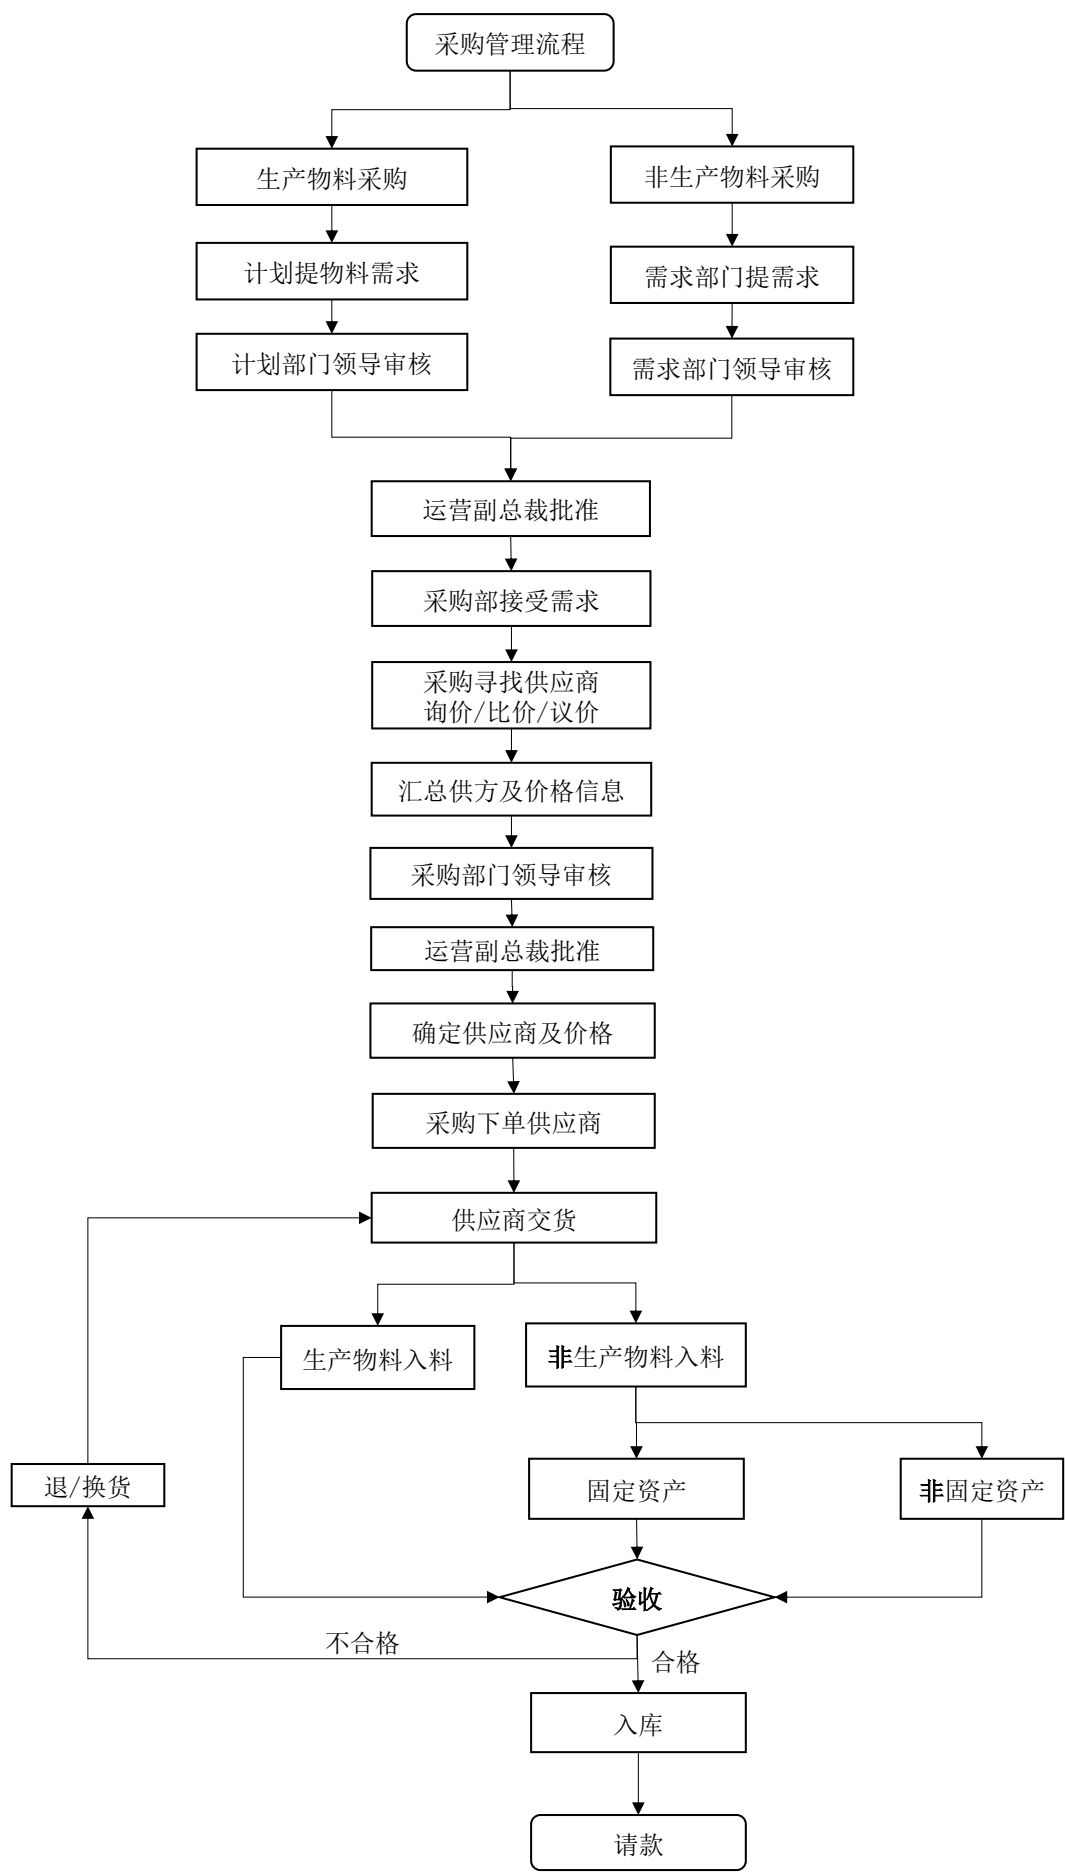 采购管理流程
生产物料采购
非生产物料采购
计划提物料需求
需求部门提需求
计划部门领导审核
需求部门领导审核
运营副总裁批准
采购部接受需求
采购寻找供应商
询价/比价/议价
汇总供方及价格信息
采购部门领导审核
运营副总裁批准
确定供应商及价格
采购下单供应商
供应商交货
生产物料入料
非生产物料入料
退/换货
固定资产
非固定资产
验收
不合格
合格
入库
请款